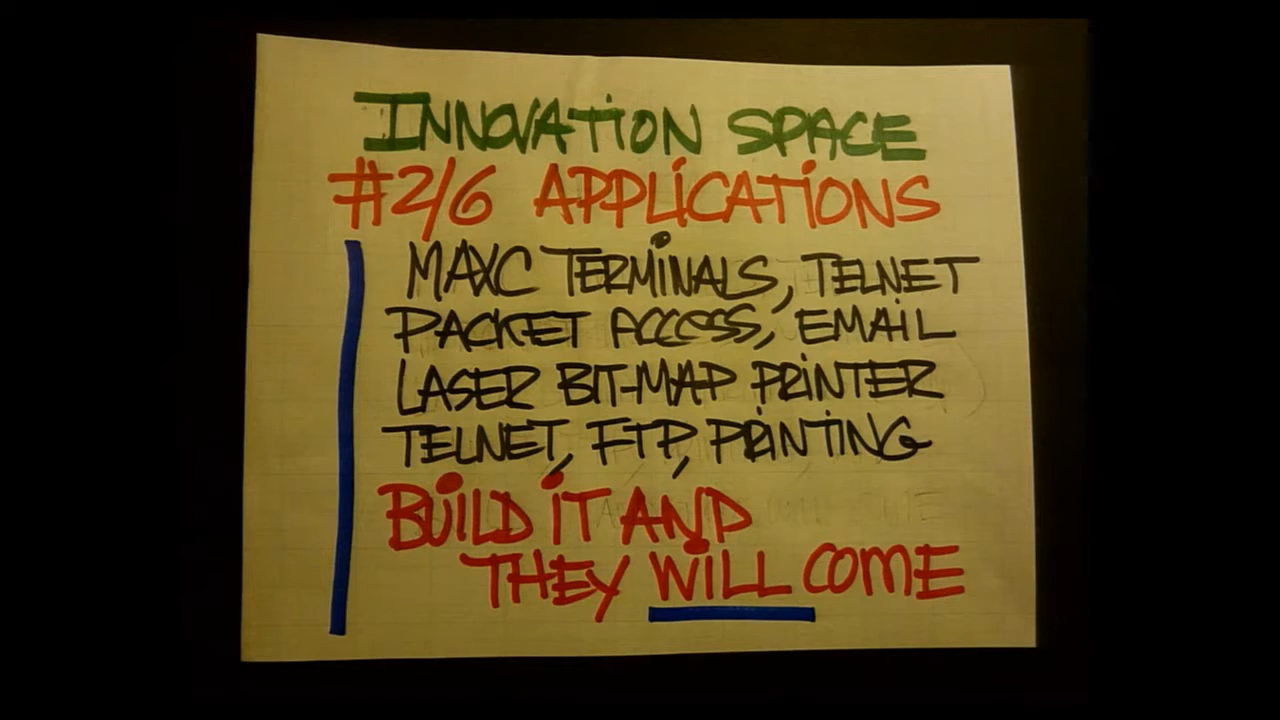 INNOVATION SPACE
#2/6 APPLICATIONS
MAXC TERMINALS, TELNET
PACKET ACCESS, EMAIL
LASER BIT-MAP PRINTER
TELNET, FTP, PRINTING
BUILD IT AND
THEY WILL COME